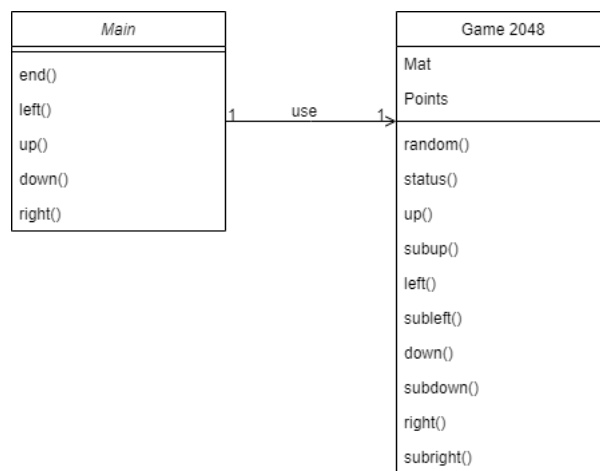 Main
end()
left()
up()
down()
right()
1 use 1
Game 2048
Mat
Points
random()
status()
up()
subup()
left()
subleft()
down()
subdown()
right()
subright()